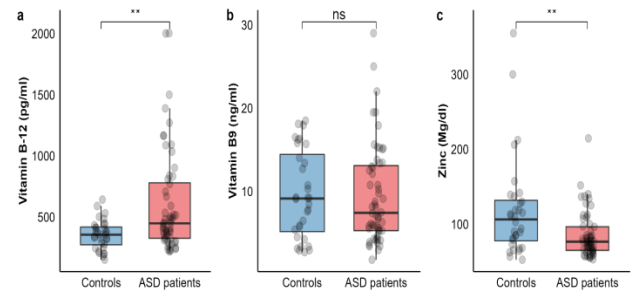 a
**
Vitamin B-12 (pg/ml)
2000
1500
1000
500
Controls
ASD patients
b
ns
Vitamin B9 (ng/ml)
30
20
10
Controls
ASD patients
c
**
Zinc (Mg/dl)
300
200
100
Controls
ASD patients